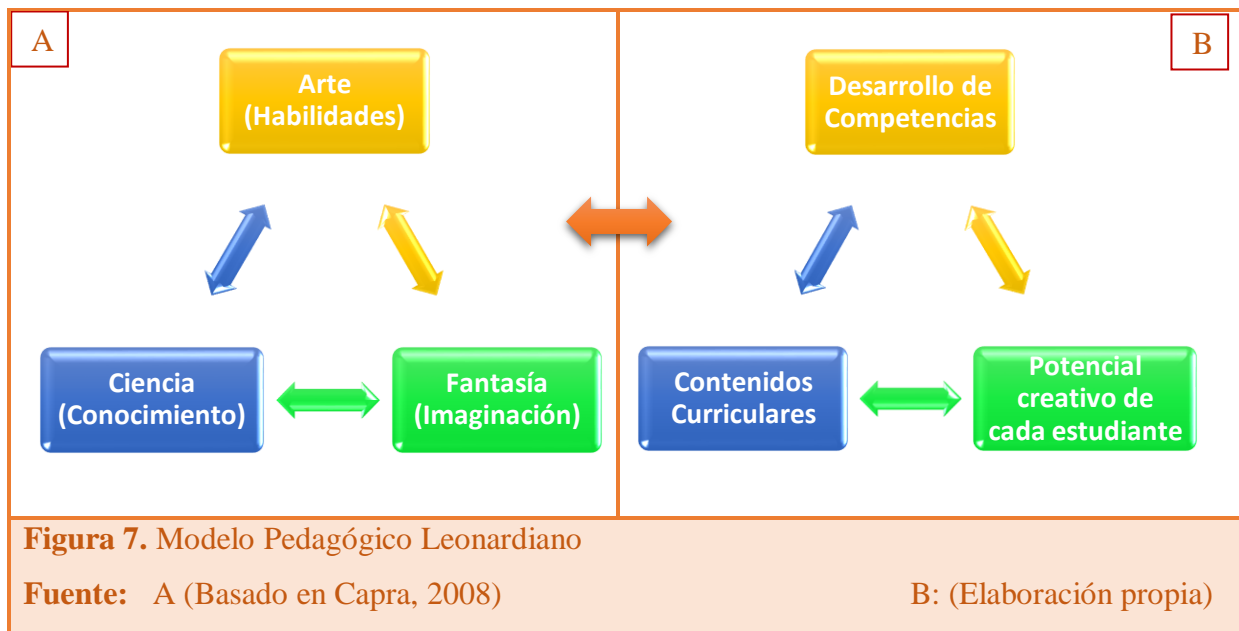 A
Arte
(Habilidades)
Ciencia
(Conocimiento)
Fantasía
(Imaginación)
B
Desarrollo de
Competencias
Contenidos
Curriculares
Potencial
creativo de
cada estudiante
Figura 7. Modelo Pedagógico Leonardiano
Fuente: A (Basado en Capra, 2008) B: (Elaboración propia)